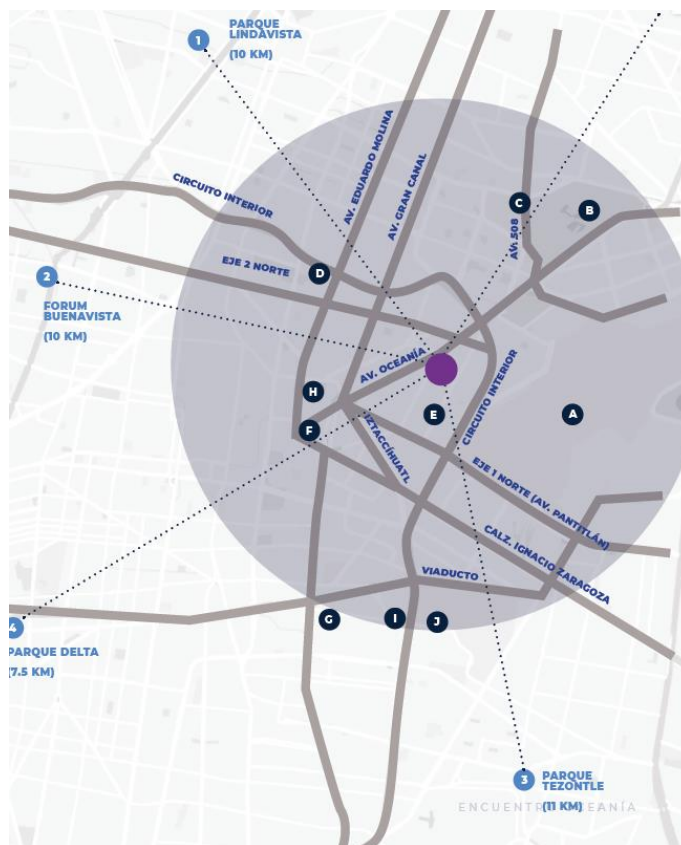 1
PARQUE
LINDAVISTA
(10 KM)
AV. EDUARDO MOLINA
AV. GRAN CANAL
CIRCUITO INTERIOR
C
B
AV. 508
EJE 2 NORTE
D
2
FORUM
BUENAVISTA
(10 KM)
AV. OCEANÍA
CIRCUITO INTERIOR
H
E
A
F
IZTACCÍHUATL
EJE 1 NORTE (AV. PANTITLÁN)
CALZ. IGNACIO ZARAGOZA
VIADUCTO
G
I
J
4
PARQUE DELTA
(7.5 KM)
3
PARQUE
TEZONTLE
(11 KM)